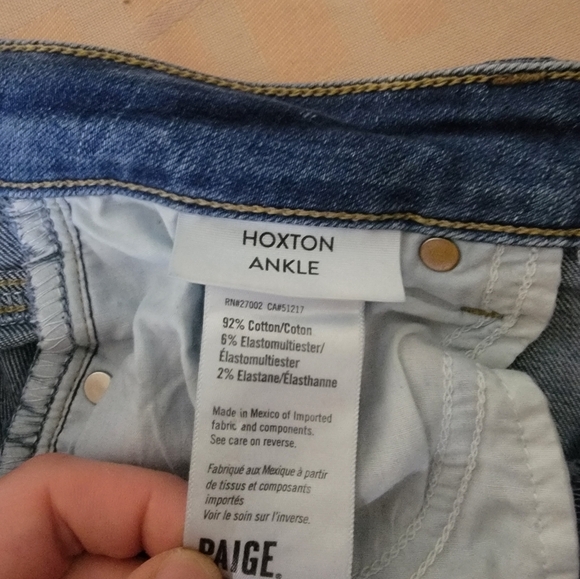 HOXTON
ANKLE
RN#27002 CA#51217
92% Cotton/Coton
6% Elastomultiester/
Élastomultiester
2% Elastane/Élasthanne
Made in Mexico of Imported
fabric and components.
See care on reverse.
Fabriqué aux Mexique à partir
de tissus et composants
importés
Voir le soin sur l'inverse.
PAIGE.